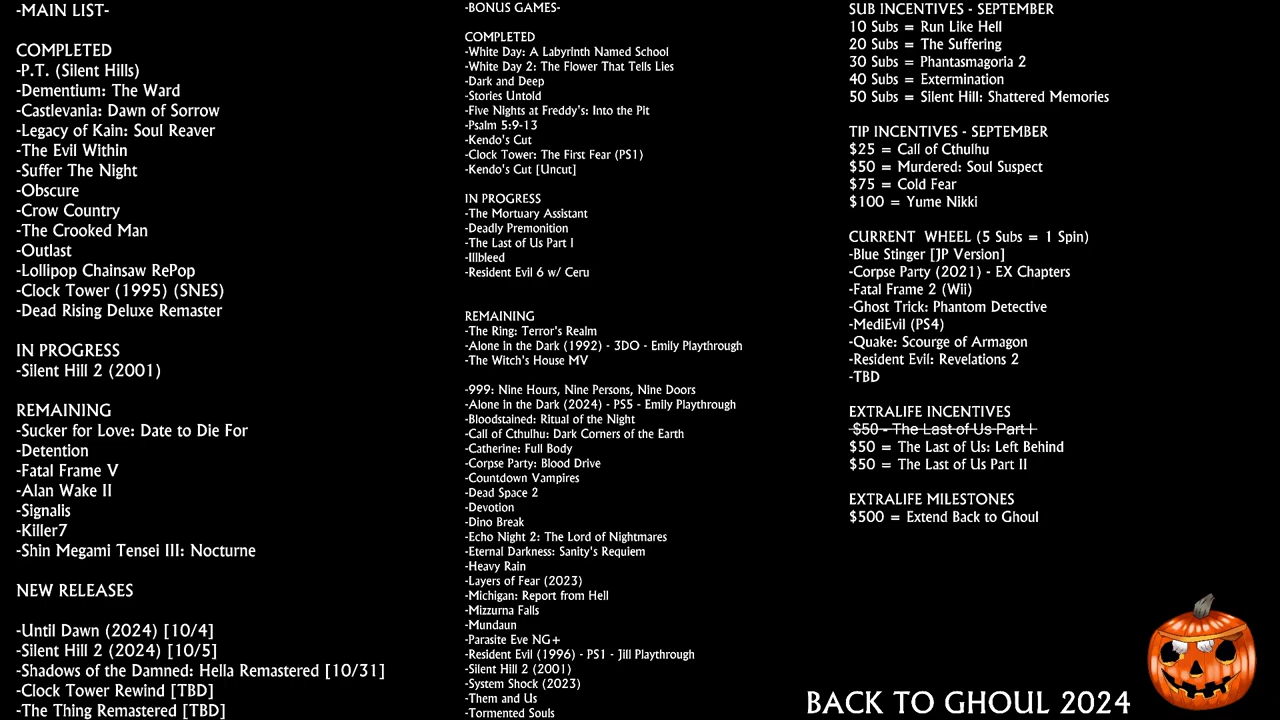 -MAIN LIST-
COMPLETED
-P.T. (Silent Hills)
-Dementium: The Ward
-Castlevania: Dawn of Sorrow
-Legacy of Kain: Soul Reaver
-The Evil Within
-Suffer The Night
-Obscure
-Crow Country
-The Crooked Man
-Outlast
-Lollipop Chainsaw RePop
-Clock Tower (1995) (SNES)
-Dead Rising Deluxe Remaster
IN PROGRESS
-Silent Hill 2 (2001)
REMAINING
-Sucker for Love: Date to Die For
-Detention
-Fatal Frame V
-Alan Wake II
-Signalis
-Killer7
-Shin Megami Tensei III: Nocturne
NEW RELEASES
-Until Dawn (2024) [10/4]
-Silent Hill 2 (2024) [10/5]
-Shadows of the Damned: Hella Remastered [10/31]
-Clock Tower Rewind [TBD]
-The Thing Remastered [TBD]
-BONUS GAMES-
COMPLETED
-White Day: A Labyrinth Named School
-White Day 2: The Flower That Tells Lies
-Dark and Deep
-Stories Untold
-Five Nights at Freddy's: Into the Pit
-Psalm 5:9-13
-Kendo's Cut
-Clock Tower: The First Fear (PS1)
-Kendo's Cut [Uncut]
IN PROGRESS
-The Mortuary Assistant
-Deadly Premonition
-The Last of Us Part I
-Illbleed
-Resident Evil 6 w/ Ceru
REMAINING
-The Ring: Terror's Realm
-Alone in the Dark (1992) - 3DO - Emily Playthrough
-The Witch's House MV
-999: Nine Hours, Nine Persons, Nine Doors
-Alone in the Dark (2024) - PS5 - Emily Playthrough
-Bloodstained: Ritual of the Night
-Call of Cthulhu: Dark Corners of the Earth
-Catherine: Full Body
-Corpse Party: Blood Drive
-Countdown Vampires
-Dead Space 2
-Devotion
-Dino Break
-Echo Night 2: The Lord of Nightmares
-Eternal Darkness: Sanity's Requiem
-Heavy Rain
-Layers of Fear (2023)
-Michigan: Report from Hell
-Mizzurna Falls
-Mundaun
-Parasite Eve NG+
-Resident Evil (1996) - PS1 - Jill Playthrough
-Silent Hill 2 (2001)
-System Shock (2023)
-Them and Us
-Tormented Souls
SUB INCENTIVES - SEPTEMBER
10 Subs = Run Like Hell
20 Subs = The Suffering
30 Subs = Phantasmagoria 2
40 Subs = Extermination
50 Subs = Silent Hill: Shattered Memories
TIP INCENTIVES - SEPTEMBER
$25 = Call of Cthulhu
$50 = Murdered: Soul Suspect
$75 = Cold Fear
$100 = Yume Nikki
CURRENT WHEEL (5 Subs = 1 Spin)
-Blue Stinger [JP Version]
-Corpse Party (2021) - EX Chapters
-Fatal Frame 2 (Wii)
-Ghost Trick: Phantom Detective
-MediEvil (PS4)
-Quake: Scourge of Armagon
-Resident Evil: Revelations 2
-TBD
EXTRALIFE INCENTIVES
$50 - The Last of Us Part I
$50 = The Last of Us: Left Behind
$50 = The Last of Us Part II
EXTRALIFE MILESTONES
$500 = Extend Back to Ghoul
BACK TO GHOUL 2024